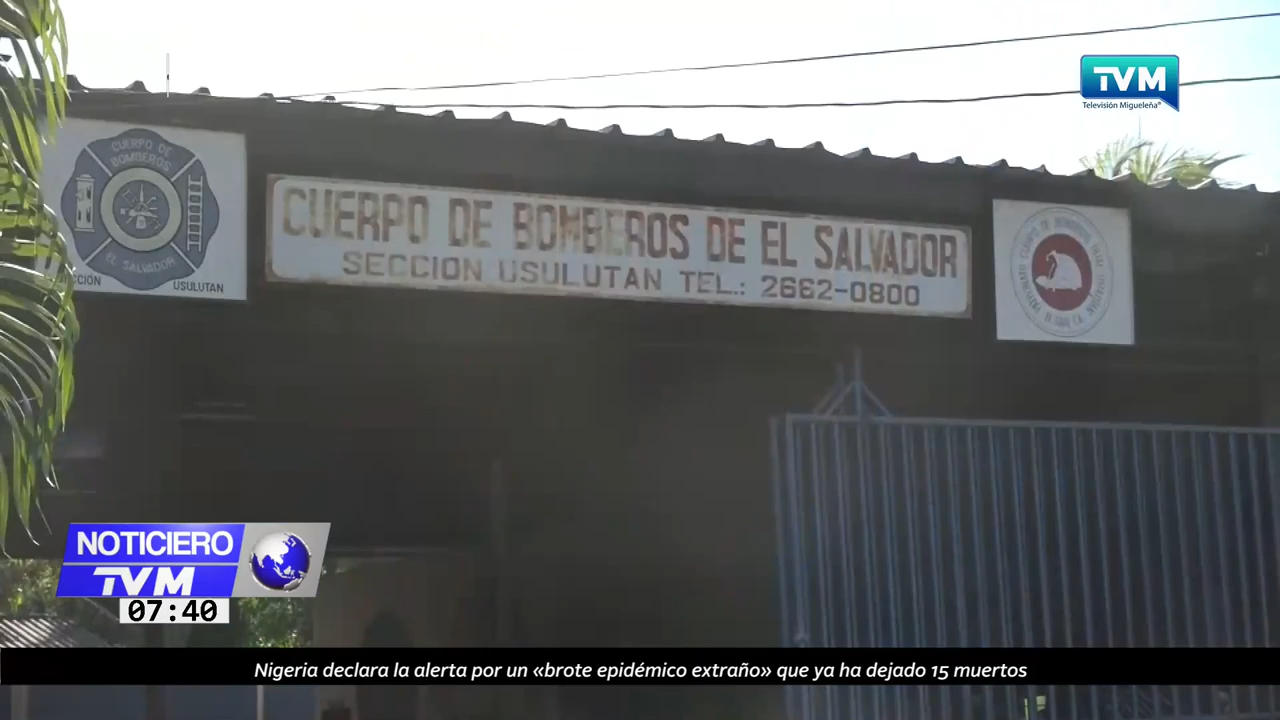 TVM
Televisión Migueleña®
CUERPO DE
BOMBEROS
EL SALVADOR
USULUTAN
CUERPO DE BOMBEROS DE EL SALVADOR
SECCION USULUTAN TEL.: 2662-0800
NOTICIERO
TVM
07:40
Nigeria declara la alerta por un «brote epidémico extraño» que ya ha dejado 15 muertos